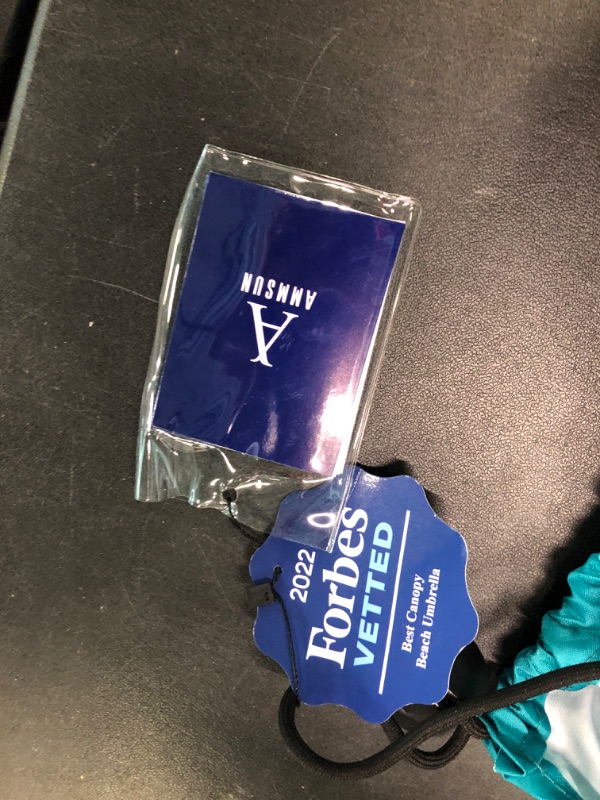 A
AMMSUN
2022
Forbes
VETTED
Best Canopy
Beach Umbrella